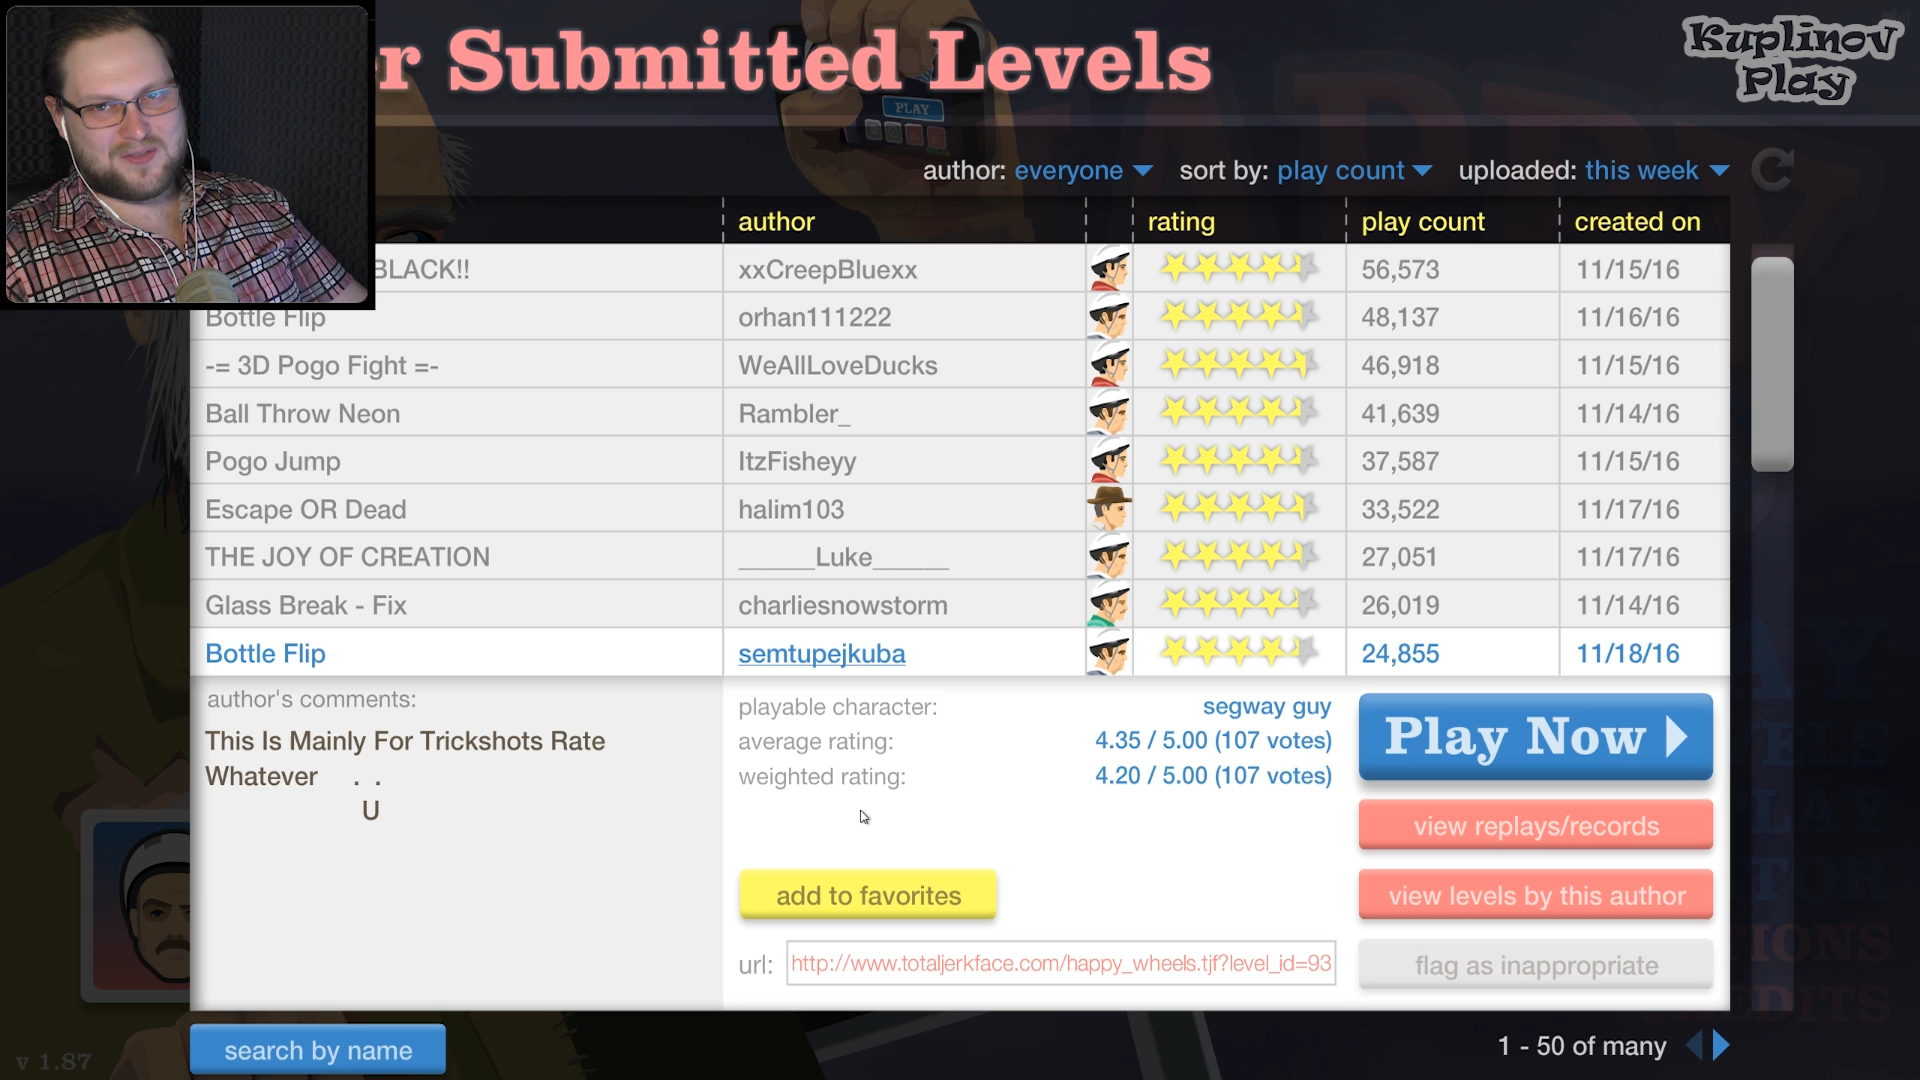 r Submitted Levels
Kuplinov
Play
PLAY
author: everyone sort by: play count uploaded: this week
author rating play count created on
BLACK!! xxCreepBluexx 56,573 11/15/16
Bottle Flip orhan111222 48,137 11/16/16
-= 3D Pogo Fight =- WeAllLoveDucks 46,918 11/15/16
Ball Throw Neon Rambler_ 41,639 11/14/16
Pogo Jump ItzFisheyy 37,587 11/15/16
Escape OR Dead halim103 33,522 11/17/16
THE JOY OF CREATION ______Luke______ 27,051 11/17/16
Glass Break - Fix charliesnowstorm 26,019 11/14/16
Bottle Flip semtupejkuba 24,855 11/18/16
author's comments:
This Is Mainly For Trickshots Rate
Whatever . .
U
playable character: segway guy
average rating: 4.35 / 5.00 (107 votes)
weighted rating: 4.20 / 5.00 (107 votes)
add to favorites
url: http://www.totaljerkface.com/happy_wheels.tjf?level_id=93
Play Now
view replays/records
view levels by this author
flag as inappropriate
search by name
1 - 50 of many
v 1.87